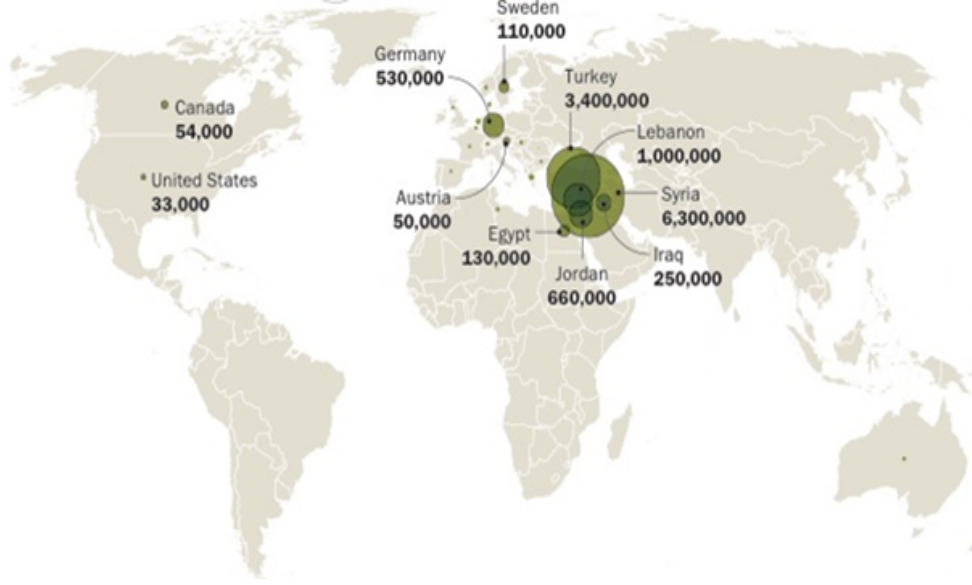 Sweden
110,000
Germany
530,000
Turkey
3,400,000
Canada
54,000
Lebanon
1,000,000
United States
33,000
Austria
50,000
Syria
6,300,000
Egypt
130,000
Iraq
250,000
Jordan
660,000